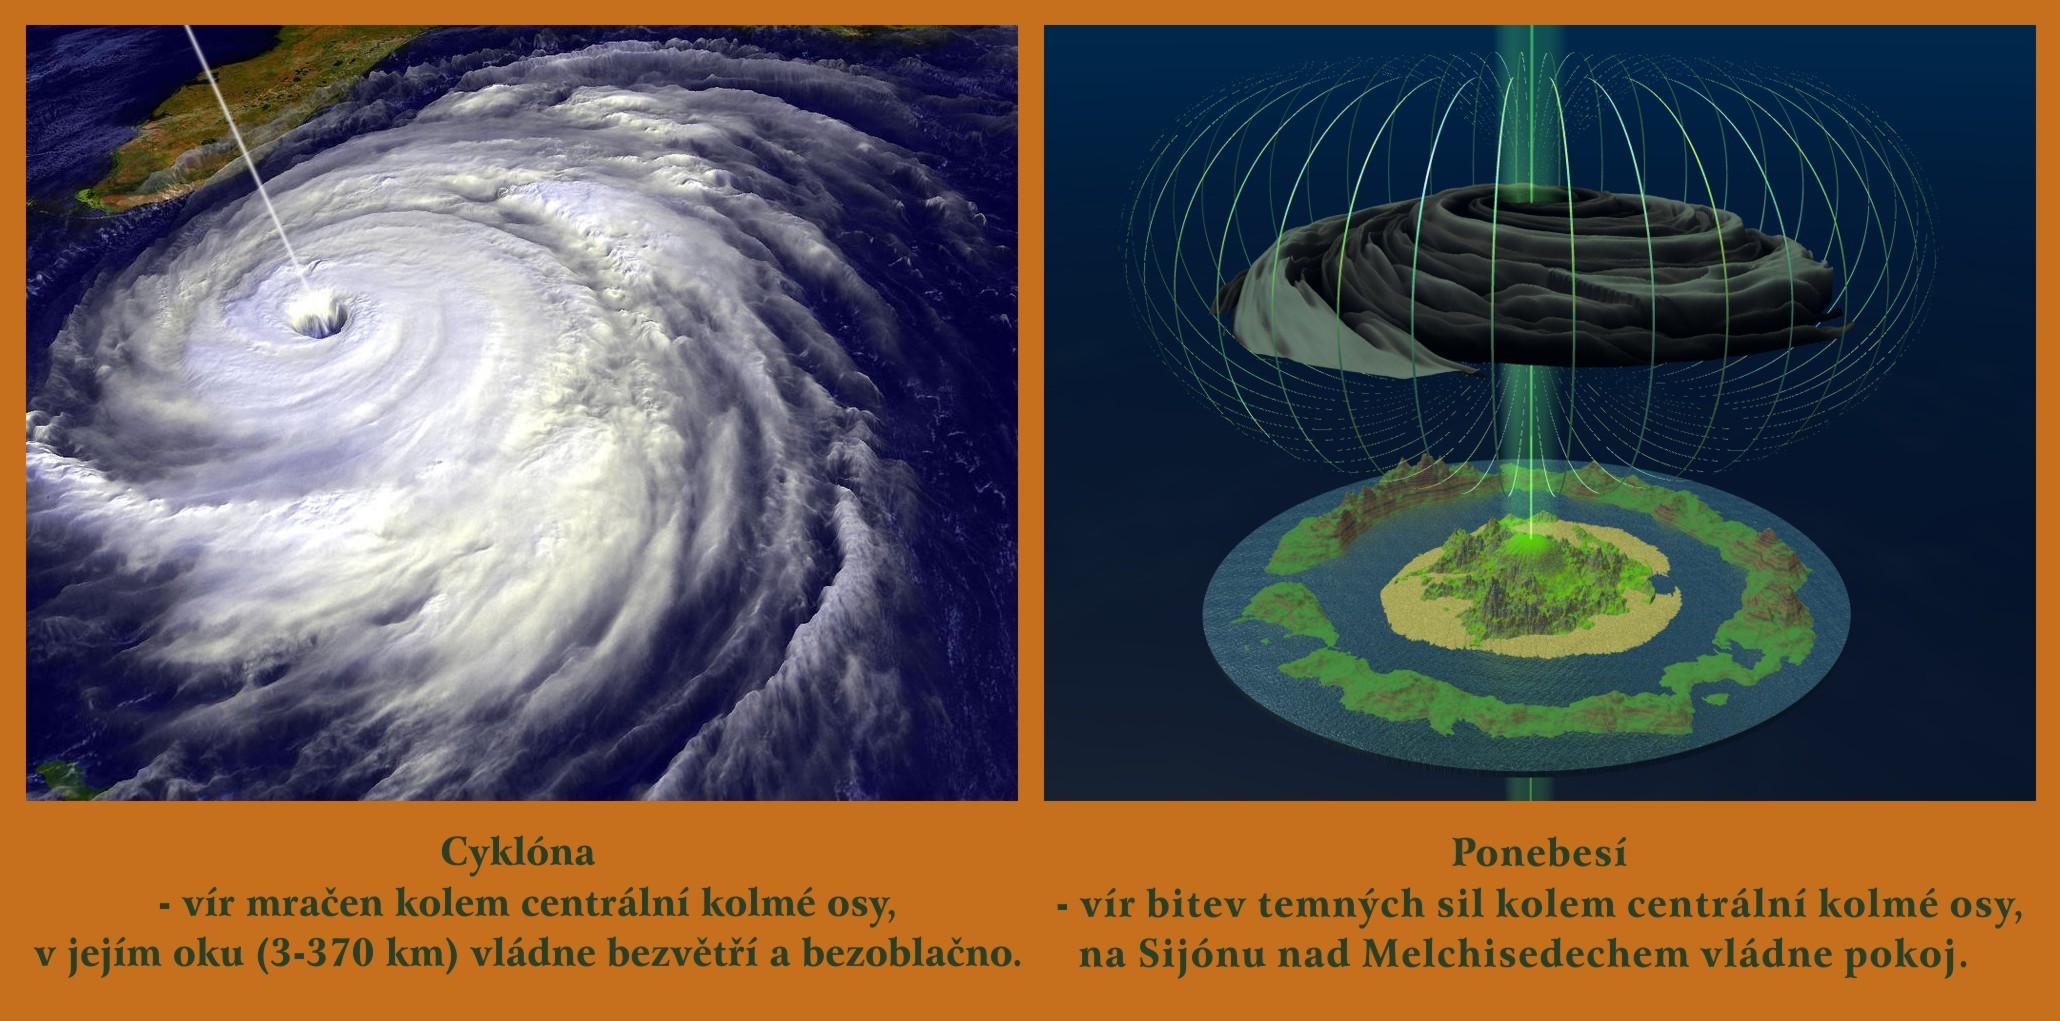 Cyklóna
- vír mračen kolem centrální kolmé osy,
v jejím oku (3-370 km) vládne bezvětří a bezoblačno.
Ponebesí
- vír bitev temných sil kolem centrální kolmé osy,
na Sijónu nad Melchisedechem vládne pokoj.